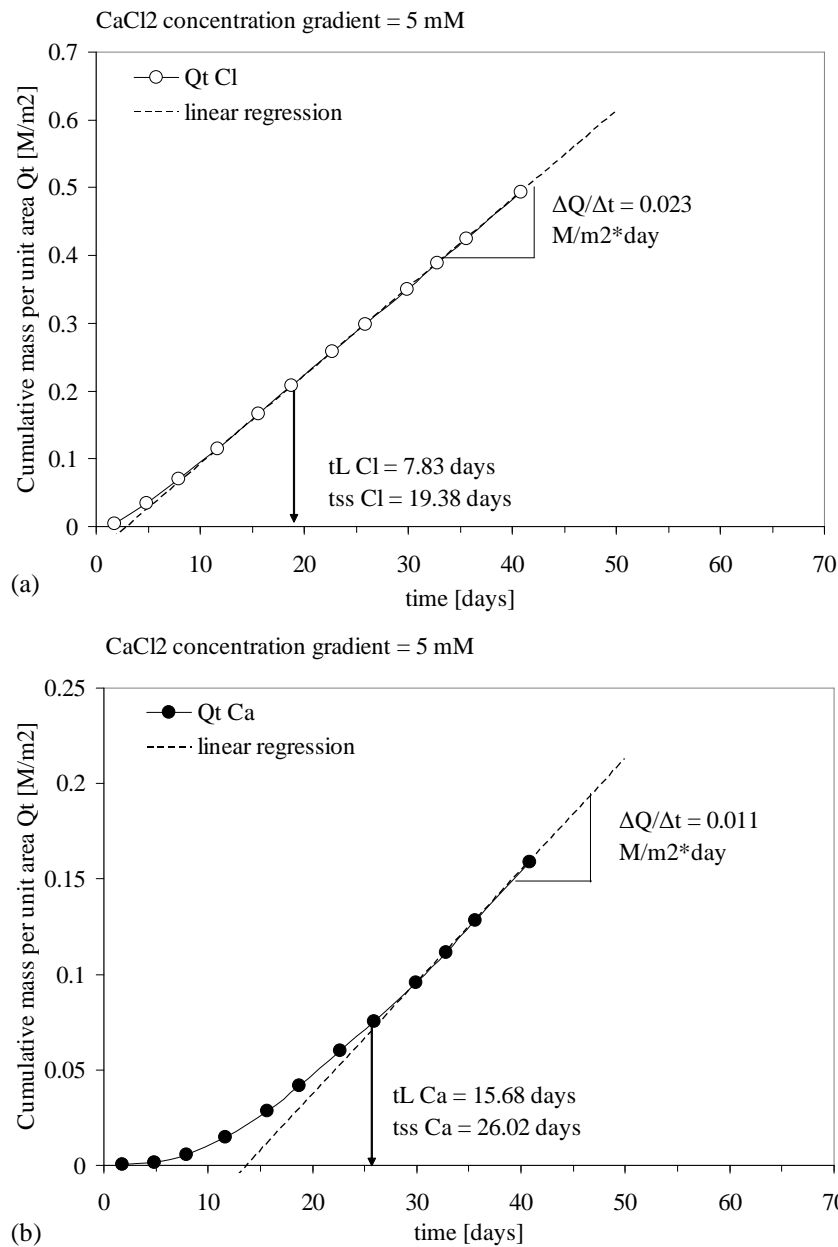 CaCl2 concentration gradient = 5 mM
0.7
Qt Cl
linear regression
0.6
0.5
ΔQ/Δt = 0.023
M/m2*day
0.4
0.3
0.2
tL Cl = 7.83 days
tss Cl = 19.38 days
0.1
0
Cumulative mass per unit area Qt [M/m2]
0 10 20 30 40 50 60 70
time [days]
(a)
CaCl2 concentration gradient = 5 mM
0.25
Qt Ca
linear regression
0.2
ΔQ/Δt = 0.011
M/m2*day
0.15
0.1
0.05
tL Ca = 15.68 days
tss Ca = 26.02 days
0
Cumulative mass per unit area Qt [M/m2]
0 10 20 30 40 50 60 70
time [days]
(b)